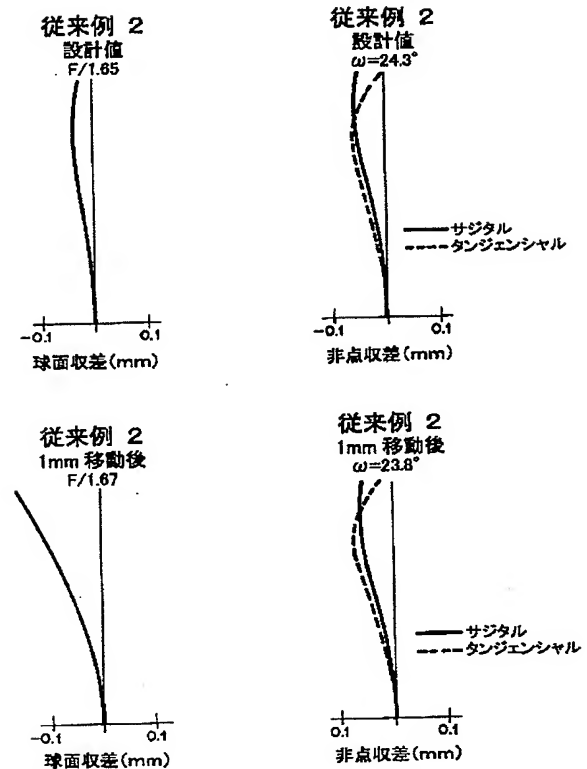 従来例 2
設計値
F/1.65
-0.1
0.1
球面収差(mm)
従来例 2
設計値
ω=24.3°
サジタル
タンジェンシャル
-0.1
0.1
非点収差(mm)
従来例 2
1mm 移動後
F/1.67
-0.1
0.1
球面収差(mm)
従来例 2
1mm 移動後
ω=23.8°
サジタル
タンジェンシャル
0.1
0.1
非点収差(mm)